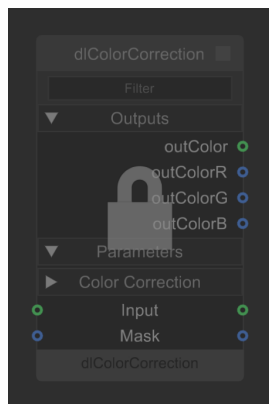 dlColorCorrection
Filter
Outputs
outColor
outColorR
outColorG
outColorB
Parameters
Color Correction
Input
Mask
dlColorCorrection